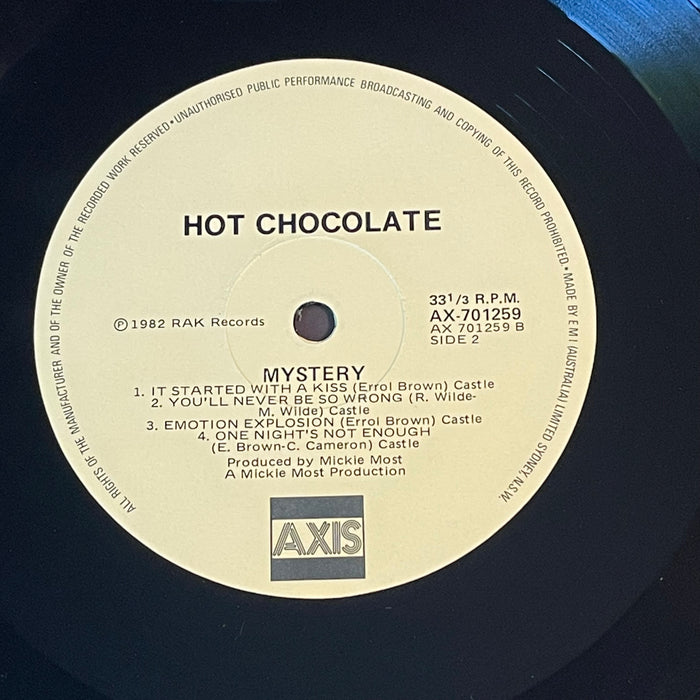 ALL RIGHTS OF THE MANUFACTURER AND OF THE OWNER OF THE RECORDED WORK RESERVED•UNAUTHORISED PUBLIC PERFORMANCE BROADCASTING AND COPYING OF THIS RECORD PROHIBITED•MADE BY E M I (AUSTRALIA) LIMITED SYDNEY, N.S.W.
HOT CHOCOLATE
Ⓟ1982 RAK Records
33 1/3 R.P.M.
AX-701259
AX 701259 B
SIDE 2
MYSTERY
1. IT STARTED WITH A KISS (Errol Brown) Castle
2. YOU'LL NEVER BE SO WRONG (R. Wilde-
M. Wilde) Castle
3. EMOTION EXPLOSION (Errol Brown) Castle
4. ONE NIGHT'S NOT ENOUGH
(E. Brown-C. Cameron) Castle
Produced by Mickie Most
A Mickie Most Production
AXIS